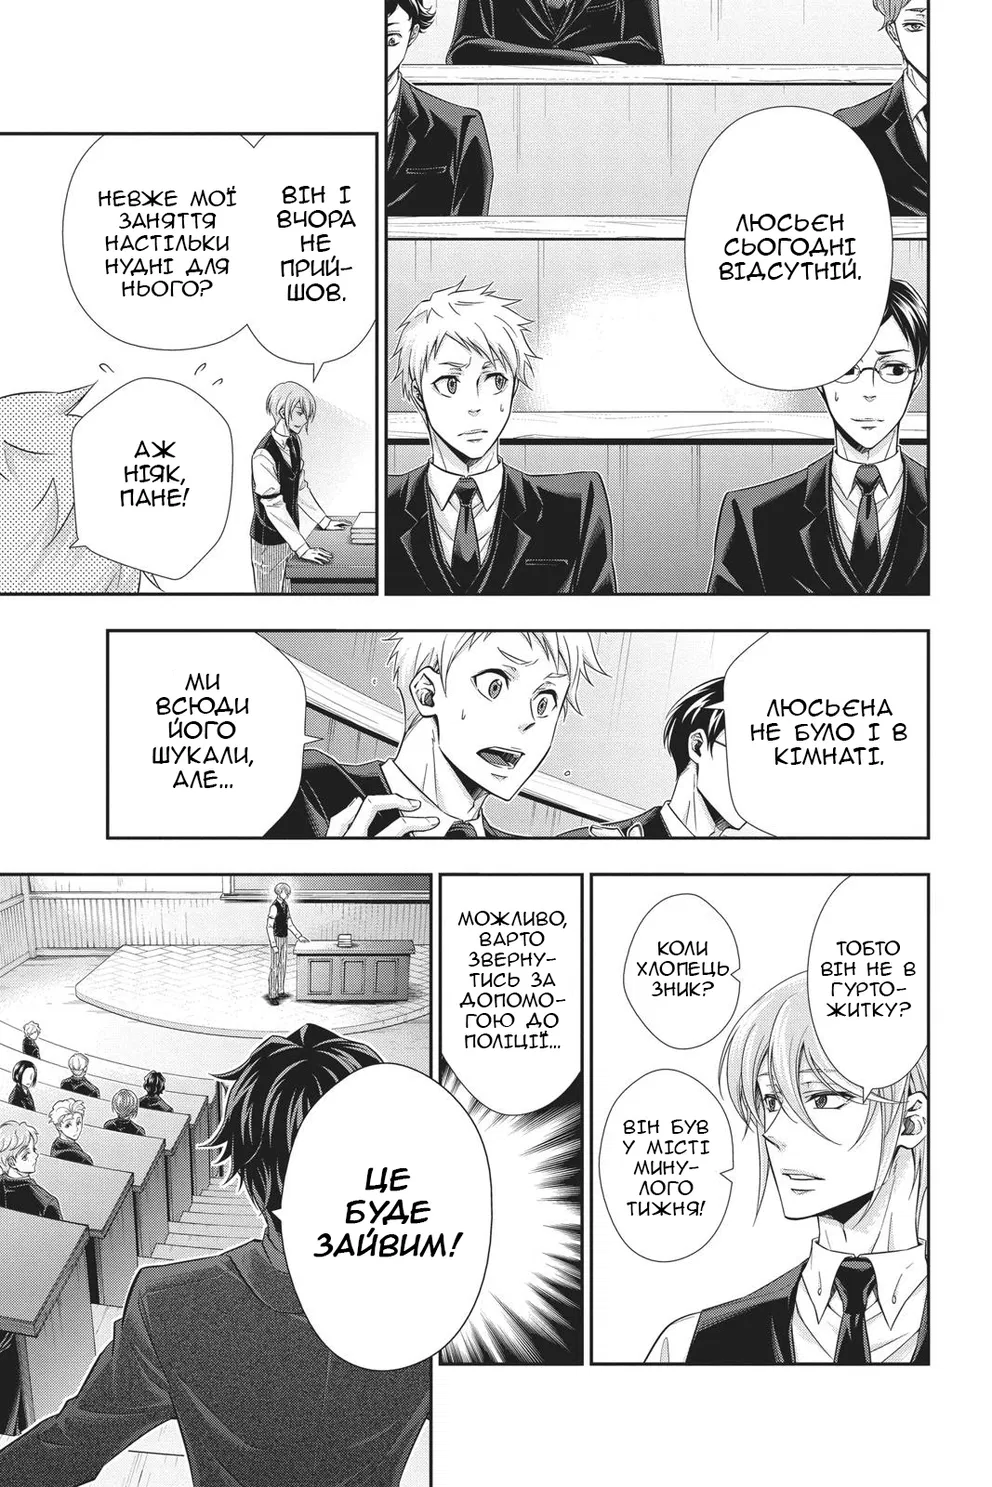 ЛЮСЬЄН
СЬОГОДНІ
ВІДСУТНІЙ.
ВІН І
ВЧОРА
НЕ
ПРИЙ-
ШОВ.
НЕВЖЕ МОЇ
ЗАНЯТТЯ
НАСТІЛЬКИ
НУДНІ ДЛЯ
НЬОГО?
АЖ
НІЯК,
ПАНЕ!
ЛЮСЬЄНА
НЕ БУЛО І В
КІМНАТІ.
МИ
ВСЮДИ
ЙОГО
ШУКАЛИ,
АЛЕ...
ТОБТО
ВІН НЕ В
ГУРТО-
ЖИТКУ?
КОЛИ
ХЛОПЕЦЬ
ЗНИК?
ВІН БУВ
У МІСТІ
МИНУ-
ЛОГО
ТИЖНЯ!
МОЖЛИВО,
ВАРТО
ЗВЕРНУ-
ТИСЬ ЗА
ДОПОМО-
ГОЮ ДО
ПОЛІЦІЇ...
ЦЕ
БУДЕ
ЗАЙВИМ!